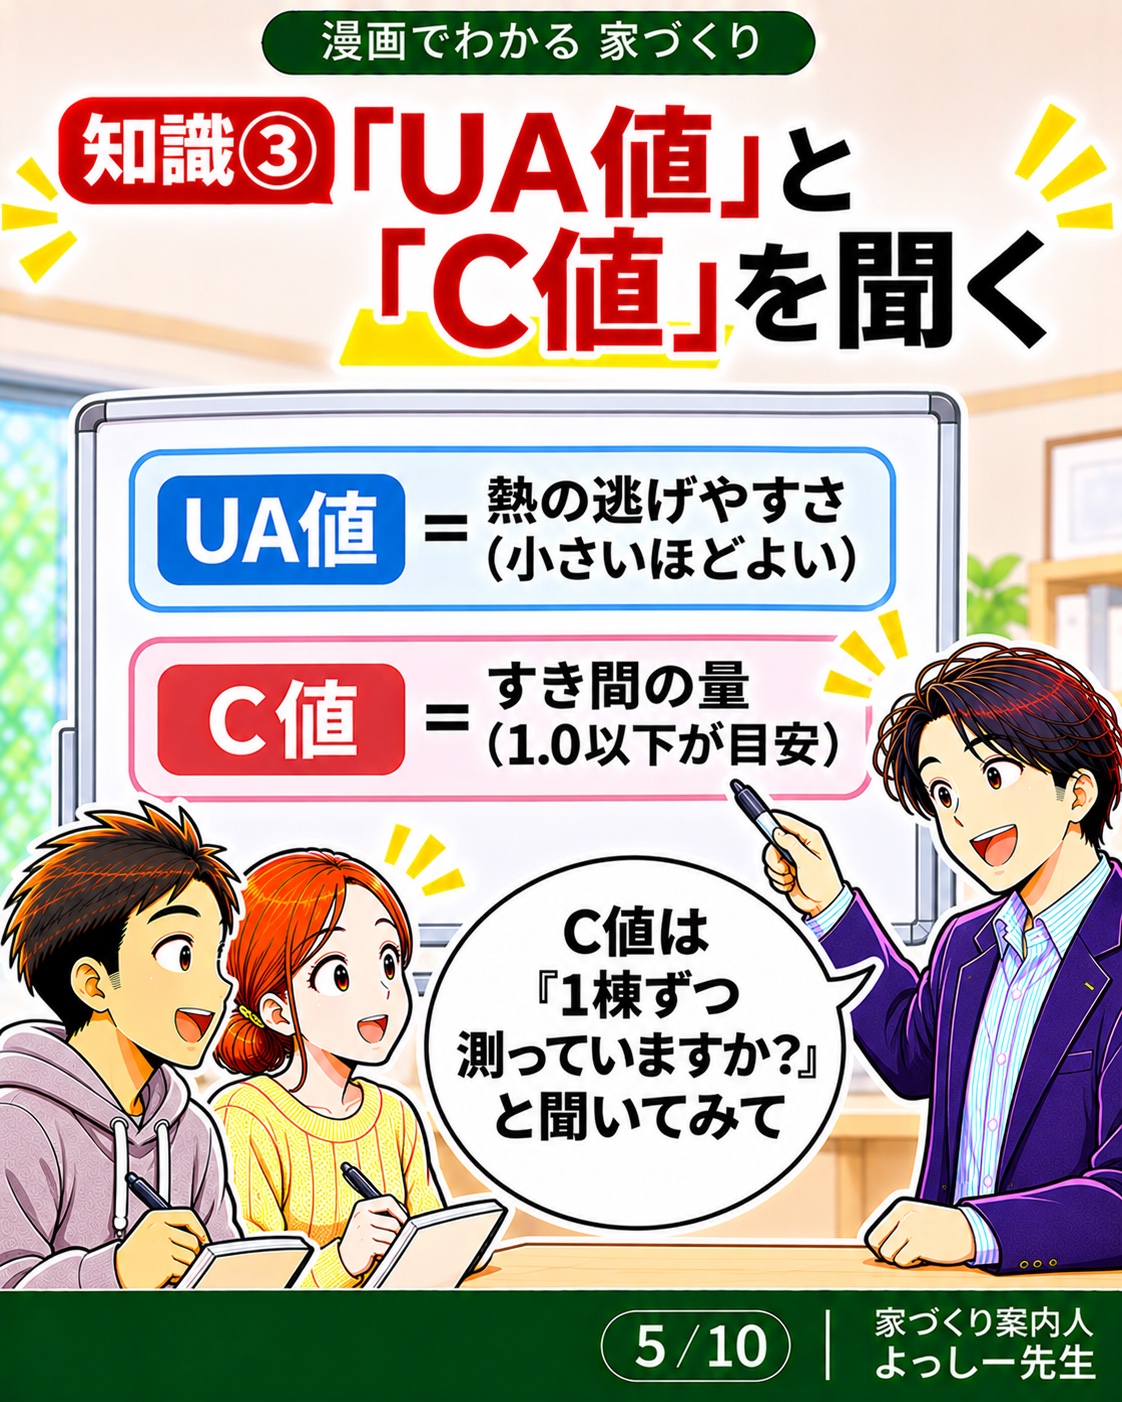 漫画でわかる 家づくり
知識③「UA値」と
「C値」を聞く
UA値 = 熱の逃げやすさ
(小さいほどよい)
C値 = すき間の量
(1.0以下が目安)
C値は
『1棟ずつ
測っていますか?』
と聞いてみて
5/10
家づくり案内人
よっしー先生